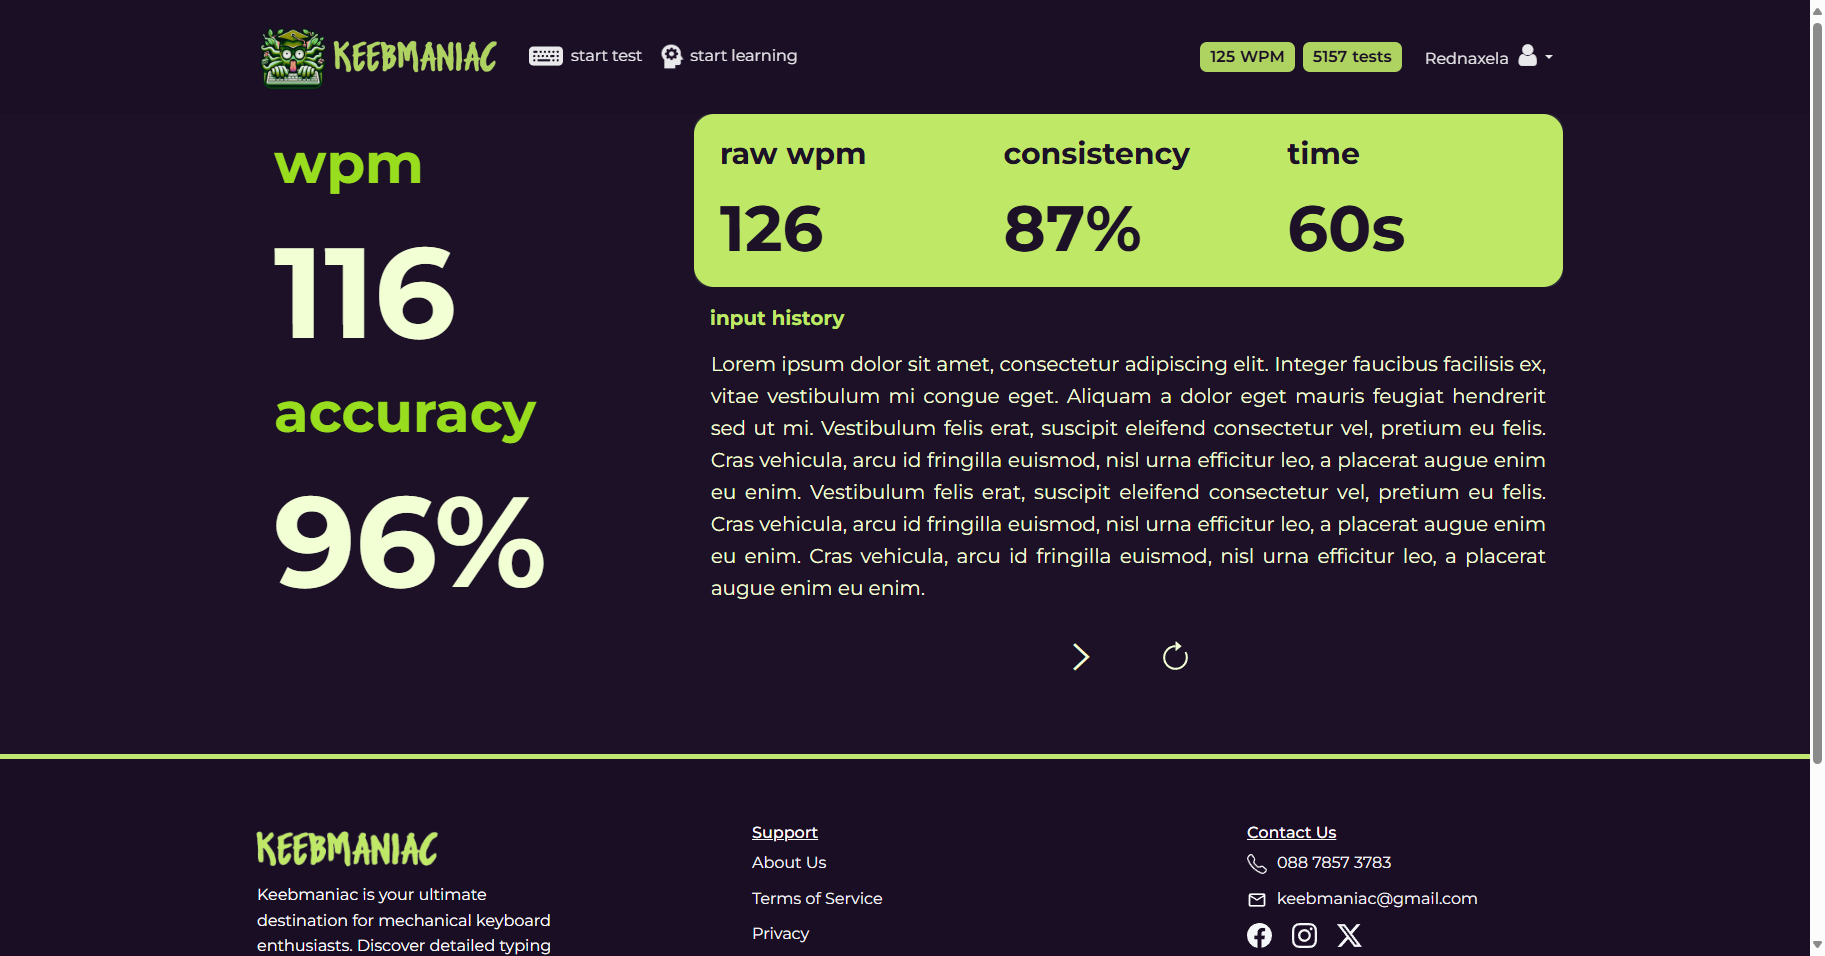 KEEBMANIAC start test start learning 125 WPM 5157 tests Rednaxela
wpm
116
accuracy
96%
raw wpm consistency time
126 87% 60s
input history
Lorem ipsum dolor sit amet, consectetur adipiscing elit. Integer faucibus facilisis ex,
vitae vestibulum mi congue eget. Aliquam a dolor eget mauris feugiat hendrerit
sed ut mi. Vestibulum felis erat, suscipit eleifend consectetur vel, pretium eu felis.
Cras vehicula, arcu id fringilla euismod, nisl urna efficitur leo, a placerat augue enim
eu enim. Vestibulum felis erat, suscipit eleifend consectetur vel, pretium eu felis.
Cras vehicula, arcu id fringilla euismod, nisl urna efficitur leo, a placerat augue enim
eu enim. Cras vehicula, arcu id fringilla euismod, nisl urna efficitur leo, a placerat
augue enim eu enim.
KEEBMANIAC
Keebmaniac is your ultimate
destination for mechanical keyboard
enthusiasts. Discover detailed typing
Support
About Us
Terms of Service
Privacy
Contact Us
088 7857 3783
keebmaniac@gmail.com